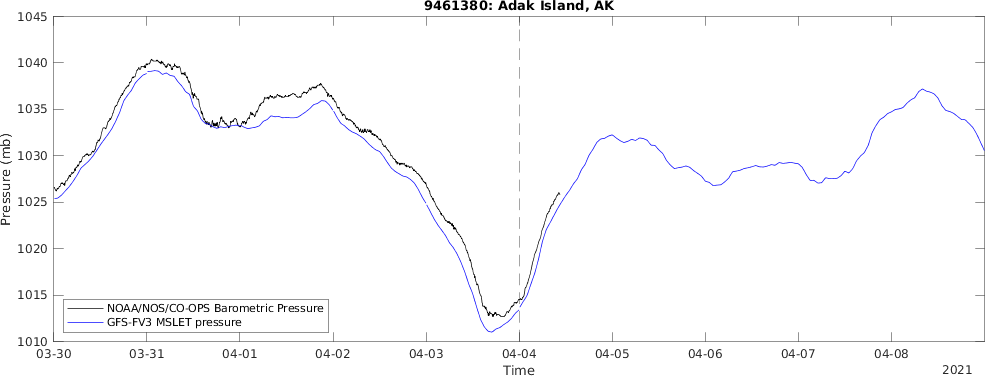 9461380: Adak Island, AK
Pressure (mb)
1045
1040
1035
1030
1025
1020
1015
1010
NOAA/NOS/CO-OPS Barometric Pressure
GFS-FV3 MSLET pressure
03-30 03-31 04-01 04-02 04-03 04-04 04-05 04-06 04-07 04-08
Time
2021